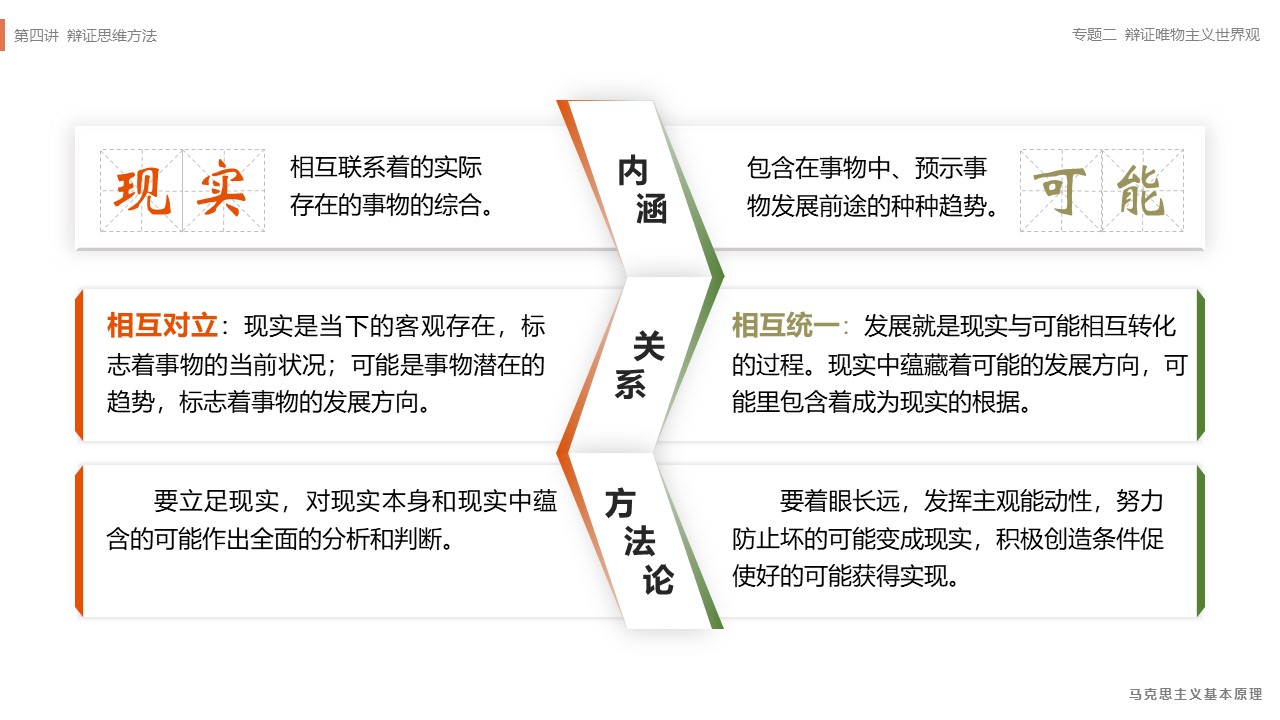 第四讲 辩证思维方法
专题二 辩证唯物主义世界观
现实
相互联系着的实际
存在的事物的综合。
内
涵
包含在事物中、预示事
物发展前途的种种趋势。
可能
相互对立：现实是当下的客观存在，标
志着事物的当前状况；可能是事物潜在的
趋势，标志着事物的发展方向。
关
系
相互统一：发展就是现实与可能相互转化
的过程。现实中蕴藏着可能的发展方向，可
能里包含着成为现实的根据。
要立足现实，对现实本身和现实中蕴
含的可能作出全面的分析和判断。
方
法
论
要着眼长远，发挥主观能动性，努力
防止坏的可能变成现实，积极创造条件促
使好的可能获得实现。
马克思主义基本原理